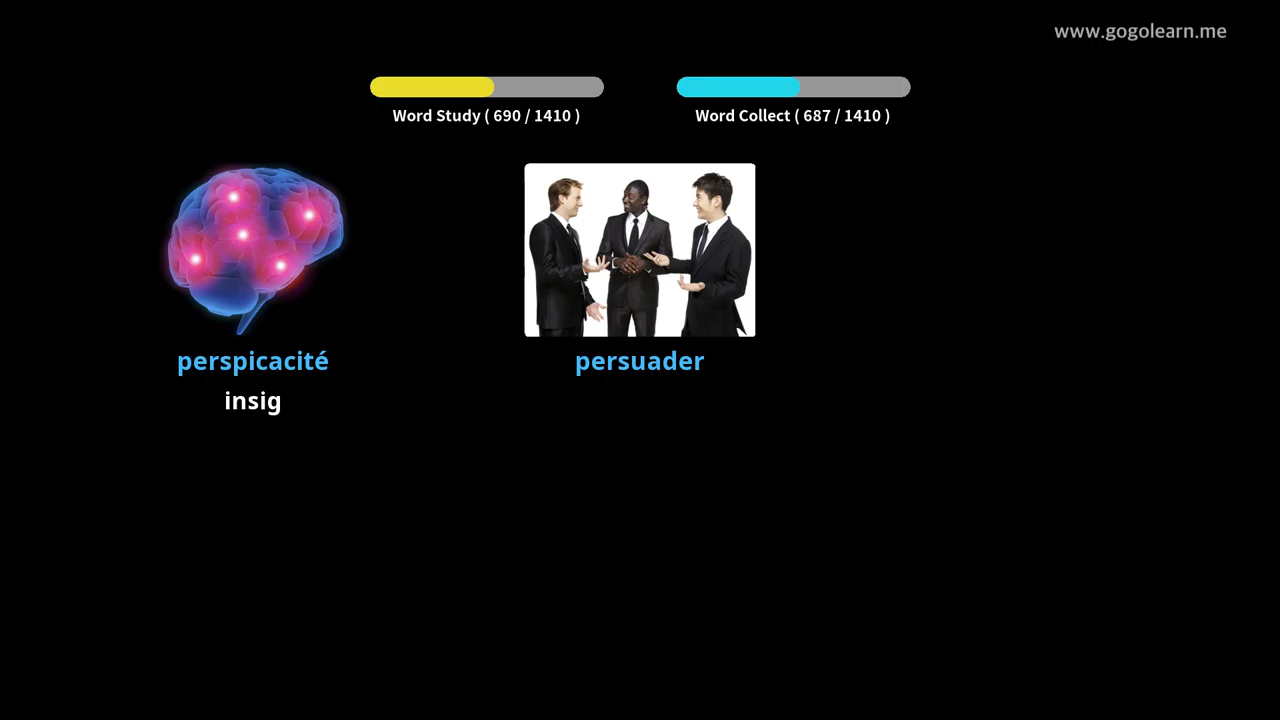 www.gogolearn.me
Word Study ( 690 / 1410 )
Word Collect ( 687 / 1410 )
perspicacité
persuader
insig